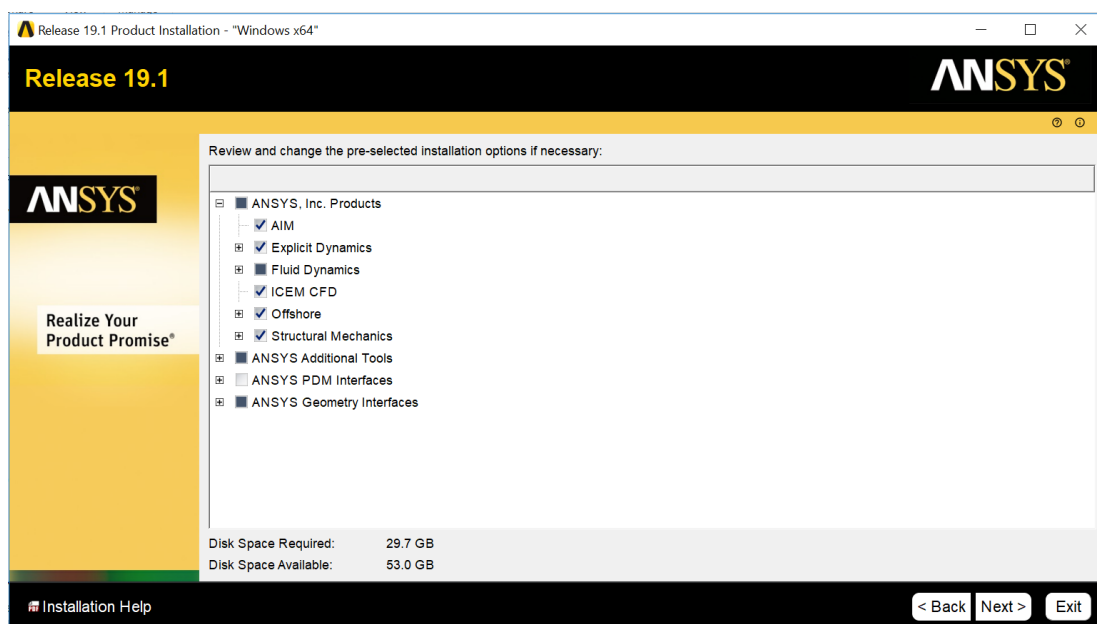 Release 19.1 Product Installation - "Windows x64"
Release 19.1
ANSYS®
Review and change the pre-selected installation options if necessary:
ANSYS®
ANSYS, Inc. Products
AIM
Explicit Dynamics
Fluid Dynamics
ICEM CFD
Offshore
Structural Mechanics
ANSYS Additional Tools
ANSYS PDM Interfaces
ANSYS Geometry Interfaces
Realize Your
Product Promise®
Disk Space Required: 29.7 GB
Disk Space Available: 53.0 GB
Installation Help
< Back Next > Exit